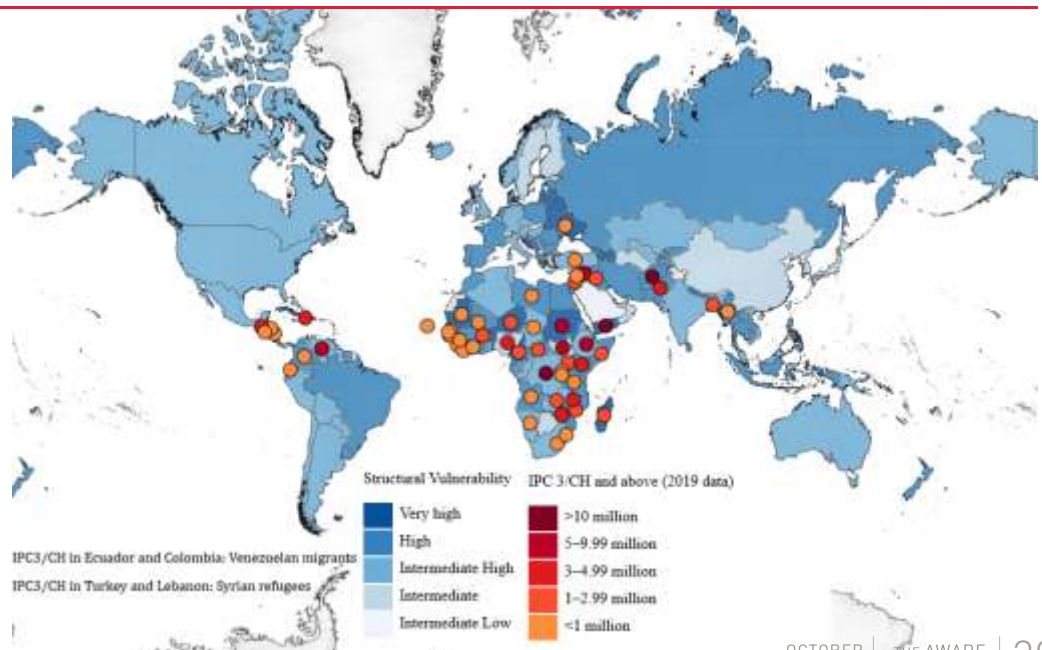 Structural Vulnerability
Very high
High
Intermediate High
Intermediate
Intermediate Low
IPC 3/CH and above (2019 data)
>10 million
5–9.99 million
3–4.99 million
1–2.99 million
<1 million
IPC3/CH in Ecuador and Colombia: Venezuelan migrants
IPC3/CH in Turkey and Lebanon: Syrian refugees
OCTOBER THE AWARE